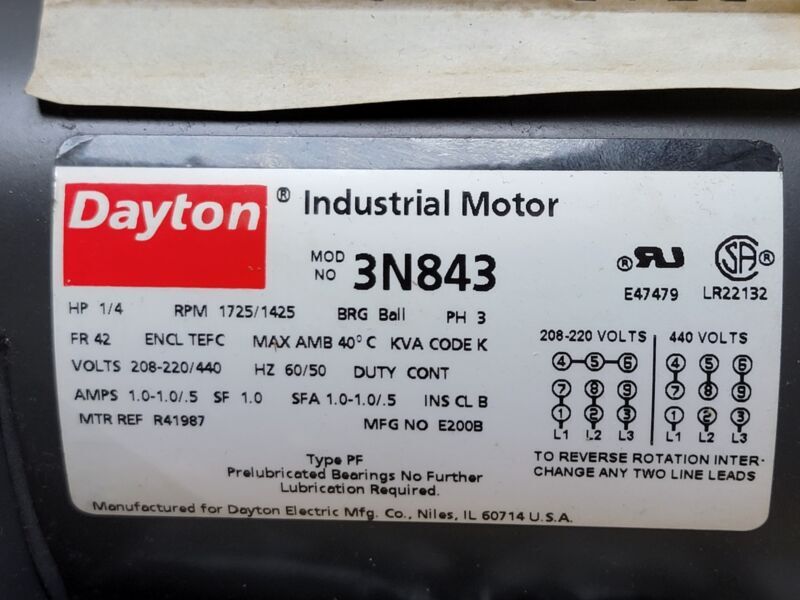 Dayton® Industrial Motor
MOD NO 3N843
E47479 LR22132
HP 1/4 RPM 1725/1425 BRG Ball PH 3
FR 42 ENCL TEFC MAX AMB 40°C KVA CODE K
VOLTS 208-220/440 HZ 60/50 DUTY CONT
AMPS 1.0-1.0/.5 SF 1.0 SFA 1.0-1.0/.5 INS CL B
MTR REF R41987 MFG NO E200B
208-220 VOLTS 440 VOLTS
4 5 6 4 5 6
7 8 9 7 8 9
1 2 3 1 2 3
L1 L2 L3 L1 L2 L3
TO REVERSE ROTATION INTER-
CHANGE ANY TWO LINE LEADS
Type PF
Prelubricated Bearings No Further
Lubrication Required.
Manufactured for Dayton Electric Mfg. Co., Niles, IL 60714 U.S.A.